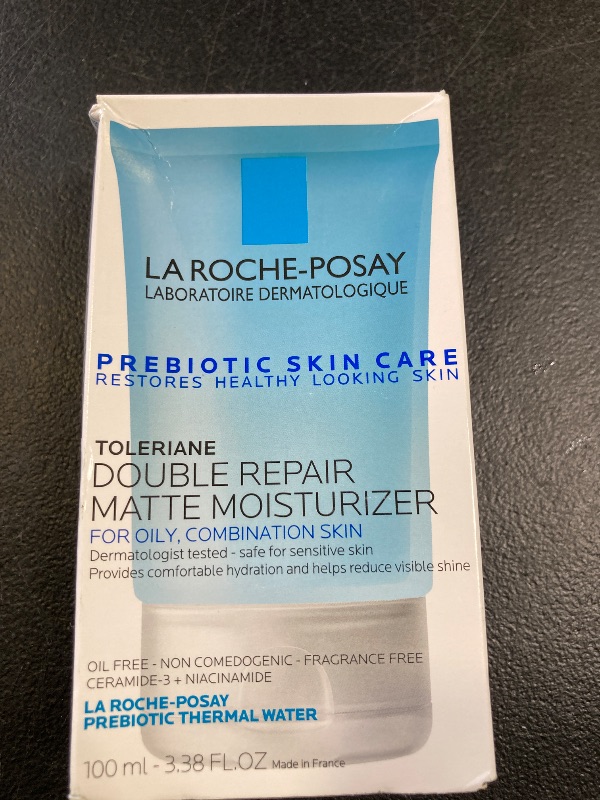 LA ROCHE-POSAY
LABORATOIRE DERMATOLOGIQUE
PREBIOTIC SKIN CARE
RESTORES HEALTHY LOOKING SKIN
TOLERIANE
DOUBLE REPAIR
MATTE MOISTURIZER
FOR OILY, COMBINATION SKIN
Dermatologist tested - safe for sensitive skin
Provides comfortable hydration and helps reduce visible shine
OIL FREE - NON COMEDOGENIC - FRAGRANCE FREE
CERAMIDE-3 + NIACINAMIDE
LA ROCHE-POSAY
PREBIOTIC THERMAL WATER
100 ml - 3.38 FL.OZ Made in France